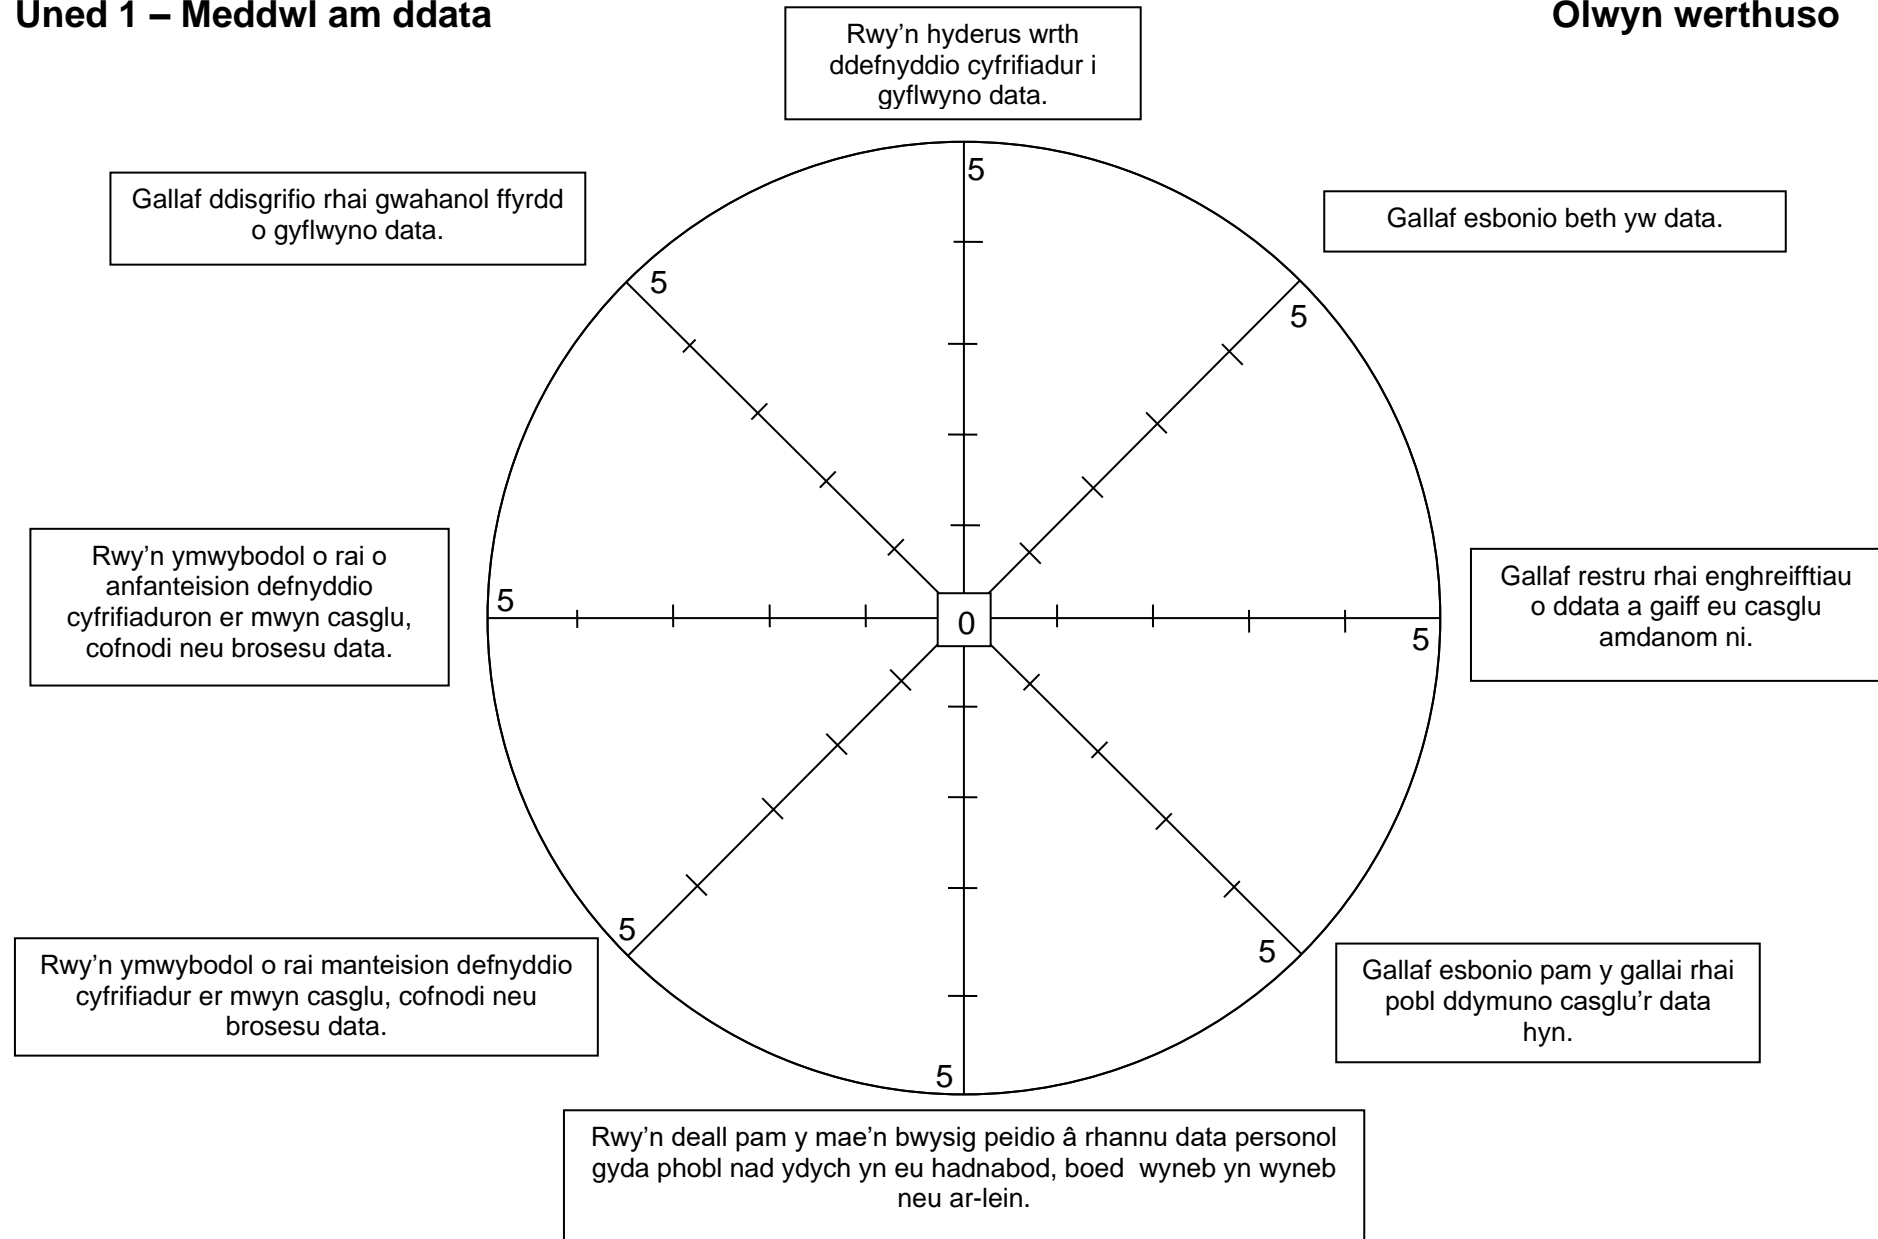 Uned 1 – Meddwl am ddata
Olwyn werthuso
Rwy’n hyderus wrth
ddefnyddio cyfrifiadur i
gyflwyno data.
5
Gallaf ddisgrifio rhai gwahanol ffyrdd
o gyflwyno data.
5
Gallaf esbonio beth yw data.
5
Rwy’n ymwybodol o rai o
anfanteision defnyddio
cyfrifiaduron er mwyn casglu,
cofnodi neu brosesu data.
5
0
5
Gallaf restru rhai enghreifftiau
o ddata a gaiff eu casglu
amdanom ni.
5
Rwy’n ymwybodol o rai manteision defnyddio
cyfrifiadur er mwyn casglu, cofnodi neu
brosesu data.
5
Gallaf esbonio pam y gallai rhai
pobl ddymuno casglu’r data
hyn.
5
Rwy’n deall pam y mae’n bwysig peidio â rhannu data personol
gyda phobl nad ydych yn eu hadnabod, boed  wyneb yn wyneb
neu ar-lein.